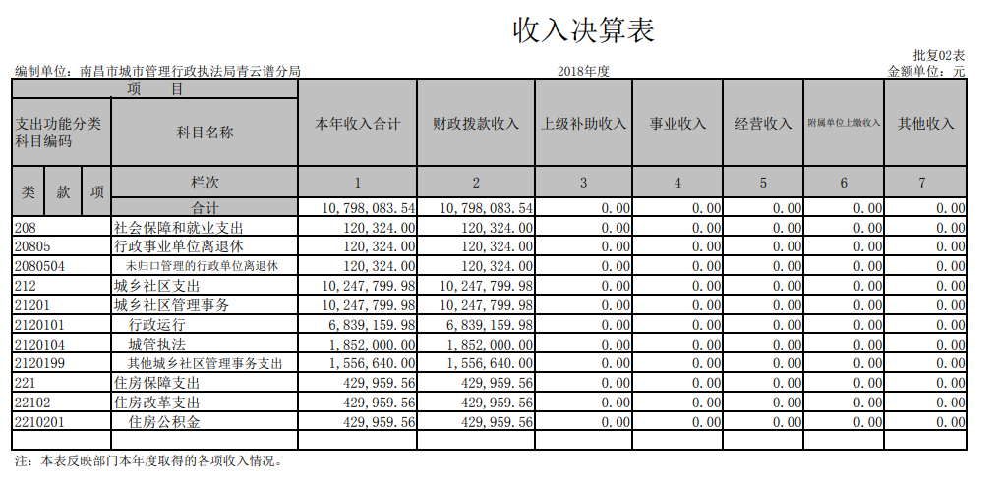 收入决算表
批复02表
编制单位：南昌市城市管理行政执法局青云谱分局 2018年度 金额单位：元
项 目
支出功能分类科目编码 科目名称 本年收入合计 财政拨款收入 上级补助收入 事业收入 经营收入 附属单位上缴收入 其他收入
类 款 项 栏次 1 2 3 4 5 6 7
合计 10,798,083.54 10,798,083.54 0.00 0.00 0.00 0.00 0.00
208 社会保障和就业支出 120,324.00 120,324.00 0.00 0.00 0.00 0.00 0.00
20805 行政事业单位离退休 120,324.00 120,324.00 0.00 0.00 0.00 0.00 0.00
2080504 未归口管理的行政单位离退休 120,324.00 120,324.00 0.00 0.00 0.00 0.00 0.00
212 城乡社区支出 10,247,799.98 10,247,799.98 0.00 0.00 0.00 0.00 0.00
21201 城乡社区管理事务 10,247,799.98 10,247,799.98 0.00 0.00 0.00 0.00 0.00
2120101 行政运行 6,839,159.98 6,839,159.98 0.00 0.00 0.00 0.00 0.00
2120104 城管执法 1,852,000.00 1,852,000.00 0.00 0.00 0.00 0.00 0.00
2120199 其他城乡社区管理事务支出 1,556,640.00 1,556,640.00 0.00 0.00 0.00 0.00 0.00
221 住房保障支出 429,959.56 429,959.56 0.00 0.00 0.00 0.00 0.00
22102 住房改革支出 429,959.56 429,959.56 0.00 0.00 0.00 0.00 0.00
2210201 住房公积金 429,959.56 429,959.56 0.00 0.00 0.00 0.00 0.00
注：本表反映部门本年度取得的各项收入情况。